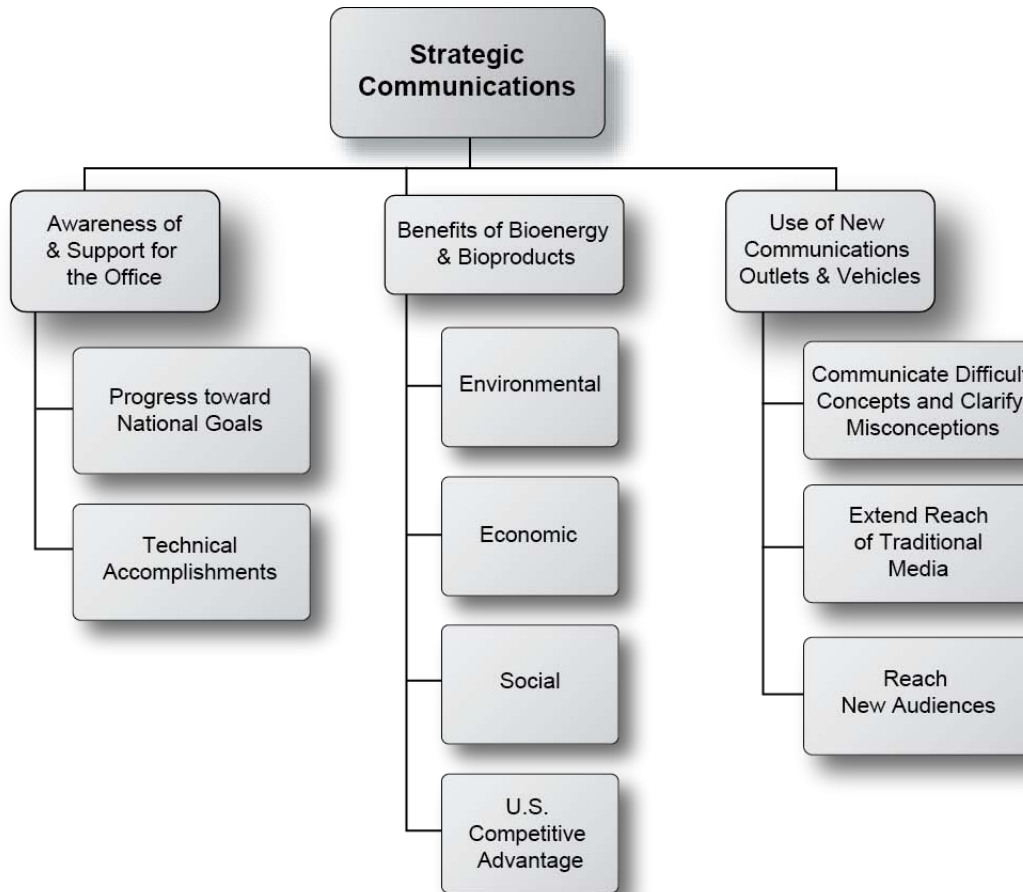 Strategic
Communications
Awareness of
& Support for
the Office
Progress toward
National Goals
Technical
Accomplishments
Benefits of Bioenergy
& Bioproducts
Environmental
Economic
Social
U.S.
Competitive
Advantage
Use of New
Communications
Outlets & Vehicles
Communicate Difficult
Concepts and Clarify
Misconceptions
Extend Reach
of Traditional
Media
Reach
New Audiences